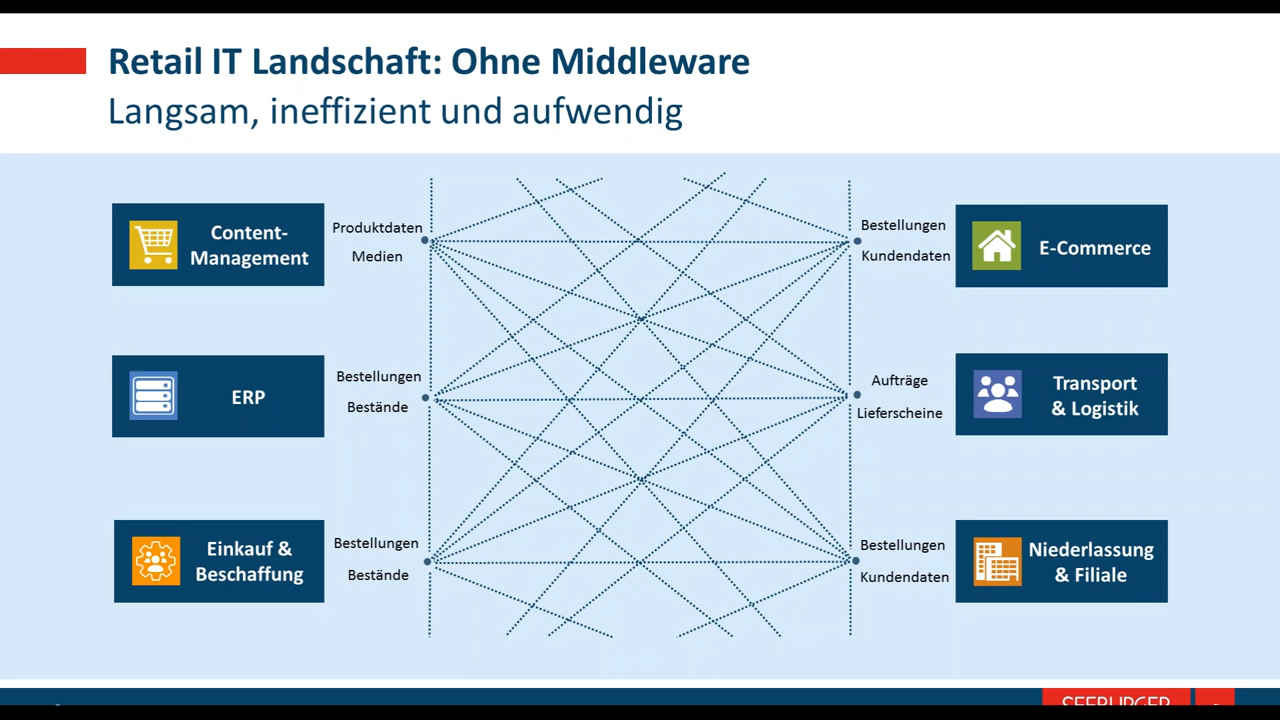 Retail IT Landschaft: Ohne Middleware
Langsam, ineffizient und aufwendig
Content-
Management
Produktdaten
Medien
Bestellungen
Kundendaten
E-Commerce
ERP
Bestellungen
Bestände
Aufträge
Lieferscheine
Transport
& Logistik
Einkauf &
Beschaffung
Bestellungen
Bestände
Bestellungen
Kundendaten
Niederlassung
& Filiale
SEEBURGER